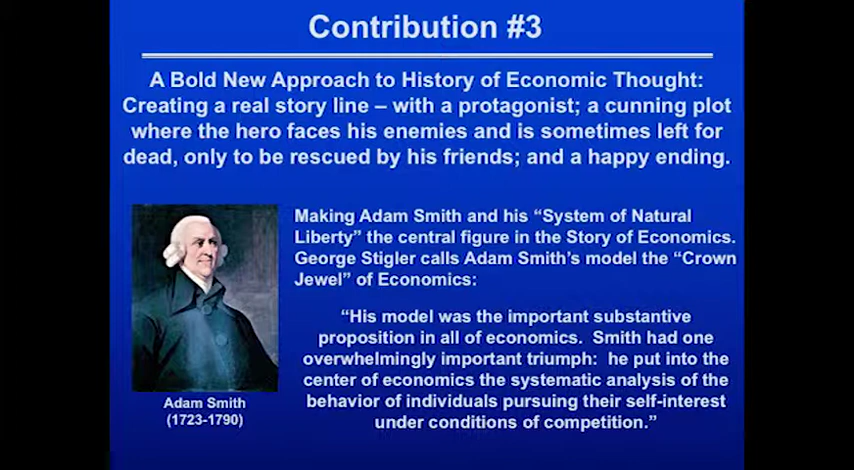 Contribution #3
A Bold New Approach to History of Economic Thought:
Creating a real story line – with a protagonist; a cunning plot
where the hero faces his enemies and is sometimes left for
dead, only to be rescued by his friends; and a happy ending.
Making Adam Smith and his “System of Natural
Liberty” the central figure in the Story of Economics.
George Stigler calls Adam Smith’s model the “Crown
Jewel” of Economics:
“His model was the important substantive
proposition in all of economics.  Smith had one
overwhelmingly important triumph:  he put into the
center of economics the systematic analysis of the
behavior of individuals pursuing their self-interest
under conditions of competition.”
Adam Smith
(1723-1790)